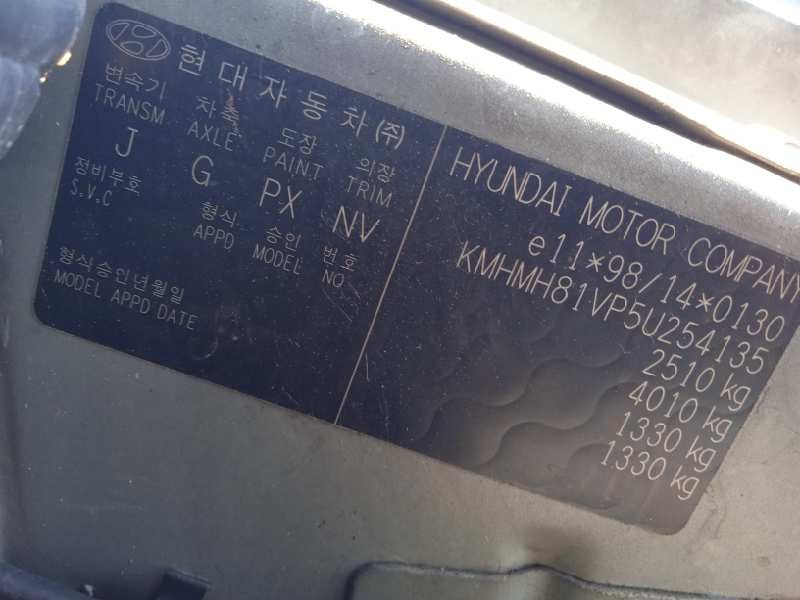 현대자동차(주)
변속기 차축 도장 의장
TRANSM AXLE PAINT TRIM
J G PX NV
정비부호 형식 승인 번호
S.V.C APPD MODEL NO
형식승인년월일
MODEL APPD DATE
HYUNDAI MOTOR COMPANY
e11*98/14*0130
KMHMH81VP5U254135
2510 kg
4010 kg
1330 kg
1330 kg